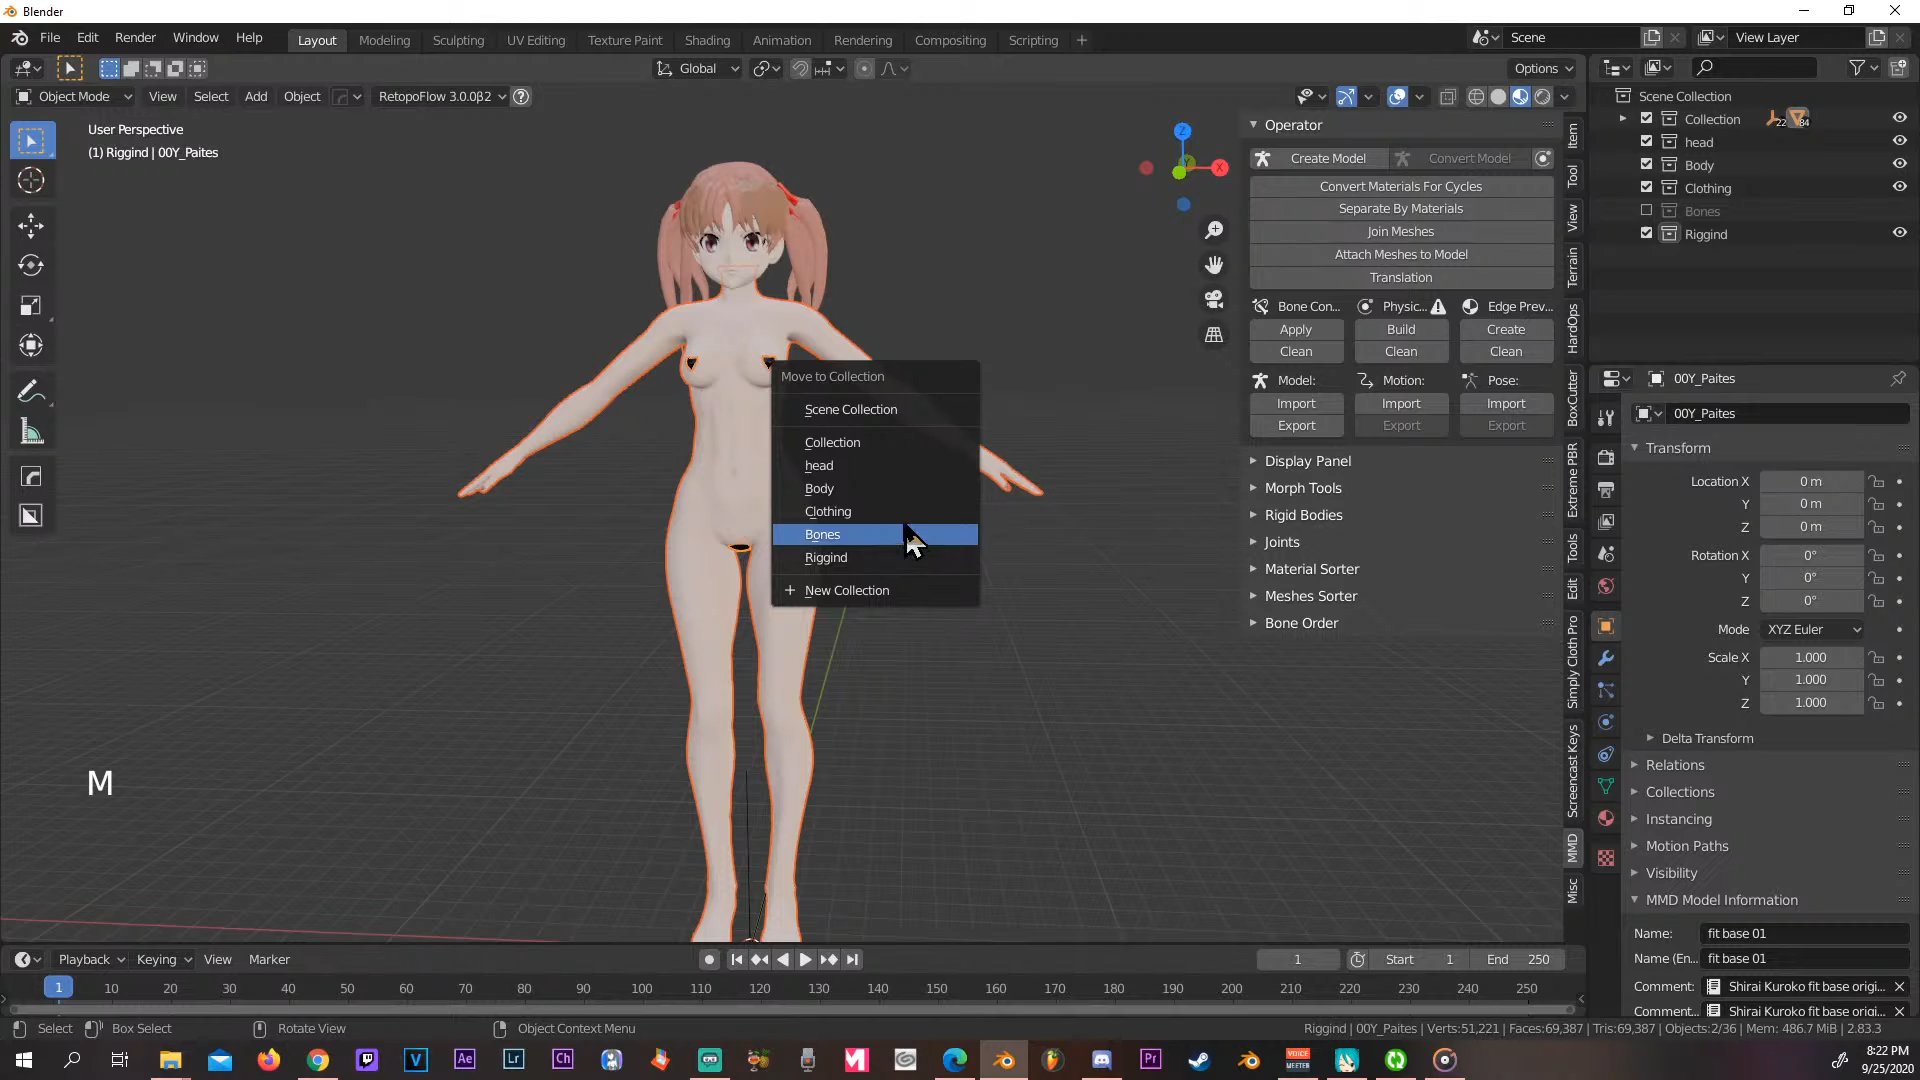 Blender
File Edit Render Window Help
Layout Modeling Sculpting UV Editing Texture Paint Shading Animation Rendering Compositing Scripting +
Scene
View Layer
Global
Options
Object Mode View Select Add Object RetopoFlow 3.0.0β2 ?
User Perspective
(1) Riggind | 00Y_Paites
Z
X
Operator
Create Model Convert Model
Convert Materials For Cycles
Separate By Materials
Join Meshes
Attach Meshes to Model
Translation
Bone Con... Physic... Edge Prev...
Apply Build Create
Clean Clean Clean
Model: Motion: Pose:
Import Import Import
Export Export Export
Display Panel
Morph Tools
Rigid Bodies
Joints
Material Sorter
Meshes Sorter
Bone Order
Item
Tool
View
Terrain
HardOps
BoxCutter
Extreme PBR
Tools
Edit
Simply Cloth Pro
Screencast Keys
MMD
Misc
Move to Collection
Scene Collection
Collection
head
Body
Clothing
Bones
Riggind
+ New Collection
M
Scene Collection
Collection 22 84
head
Body
Clothing
Bones
Riggind
00Y_Paites
00Y_Paites
Transform
Location X 0 m
Y 0 m
Z 0 m
Rotation X 0°
Y 0°
Z 0°
Mode XYZ Euler
Scale X 1.000
Y 1.000
Z 1.000
Delta Transform
Relations
Collections
Instancing
Motion Paths
Visibility
MMD Model Information
Name: fit base 01
Name (En... fit base 01
Comment: Shirai Kuroko fit base origi...
Comment... Shirai Kuroko fit base origi...
Playback Keying View Marker
1 Start 1 End 250
1 10 20 30 40 50 60 70 80 90 100 110 120 130 140 150 160 170 180 190 200 210 220 230 240 250
Select Box Select Rotate View Object Context Menu
Riggind | 00Y_Paites | Verts:51,221 | Faces:69,387 | Tris:69,387 | Objects:2/36 | Mem: 486.7 MiB | 2.83.3
V Ae Lr Ch Pr
VOICE MEETER
8:22 PM
9/25/2020